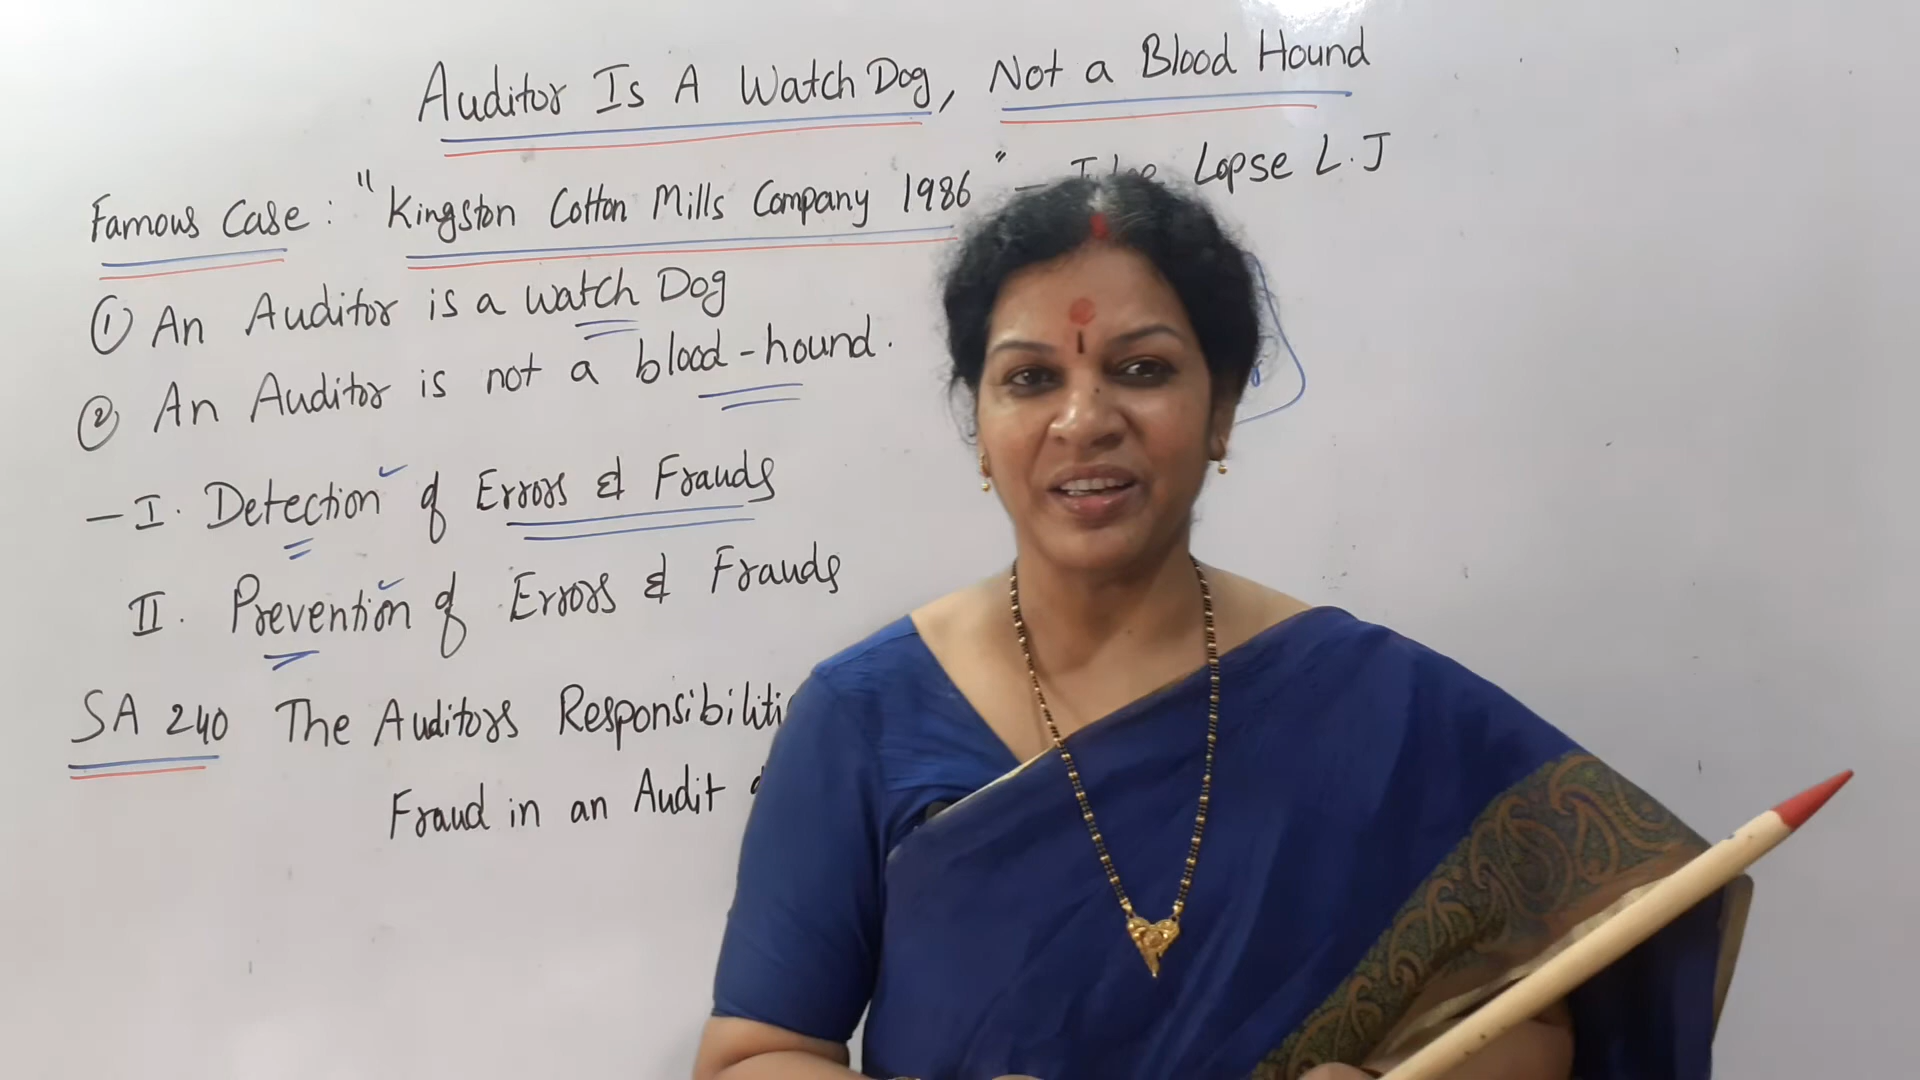 Auditor Is A Watch Dog, Not a Blood Hound
Famous Case : "Kingston Cotton Mills Company 1986" - Lopse L.J
① An Auditor is a watch Dog
② An Auditor is not a blood-hound.
- I. Detection of Errors & Frauds
II. Prevention of Errors & Frauds
SA 240 The Auditors Responsibiliti
Fraud in an Audit